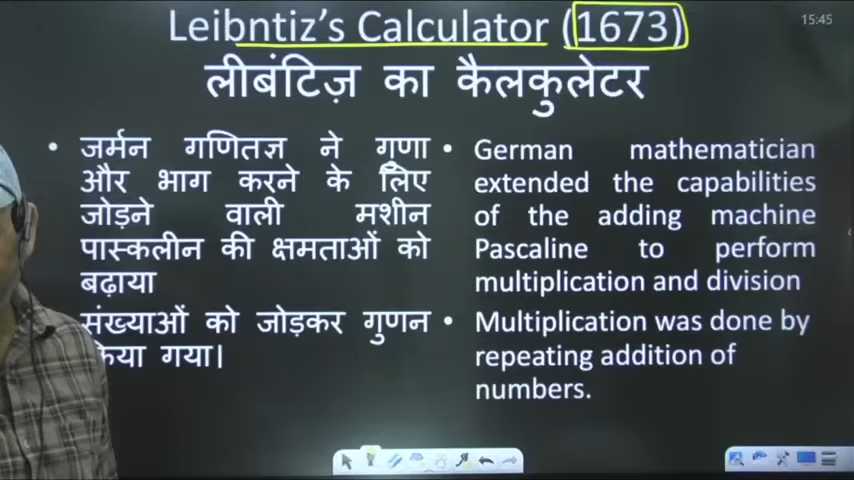 Leibntiz’s Calculator (1673)
15:45
लीबंटिज़ का कैलकुलेटर
• जर्मन गणितज्ञ ने गुणा
और भाग करने के लिए
जोड़ने वाली मशीन
पास्कलीन की क्षमताओं को
बढ़ाया
संख्याओं को जोड़कर गुणन
किया गया।
• German mathematician
extended the capabilities
of the adding machine
Pascaline to perform
multiplication and division
• Multiplication was done by
repeating addition of
numbers.